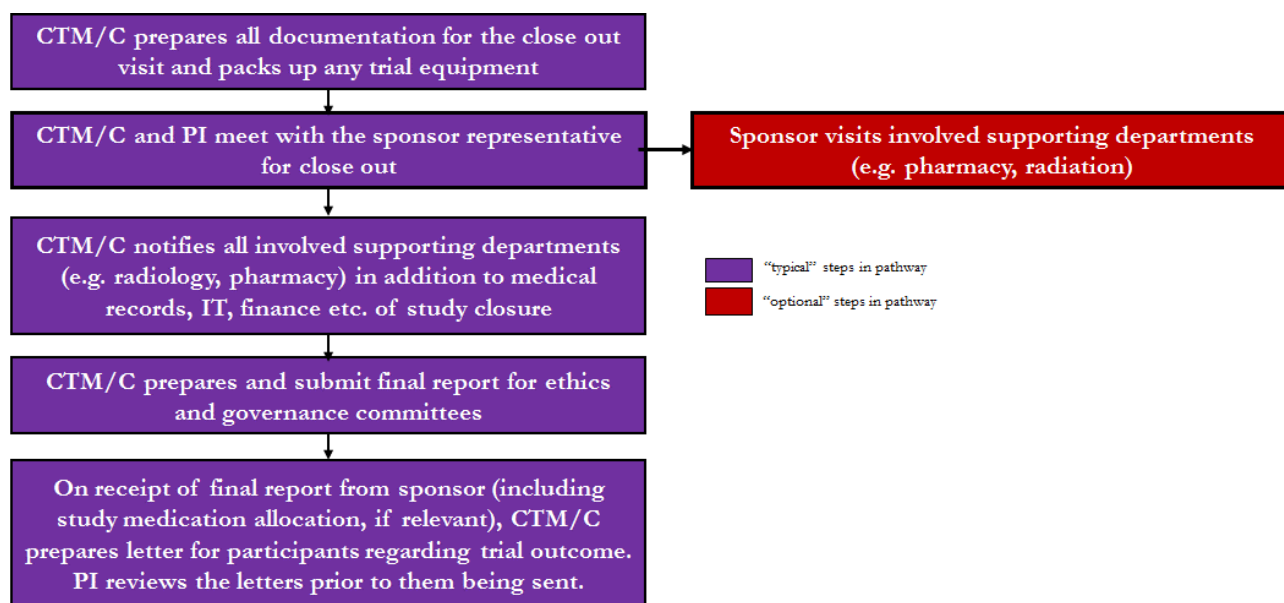 CTM/C prepares all documentation for the close out
visit and packs up any trial equipment
CTM/C and PI meet with the sponsor representative
for close out
Sponsor visits involved supporting departments
(e.g. pharmacy, radiation)
CTM/C notifies all involved supporting departments
(e.g. radiology, pharmacy) in addition to medical
records, IT, finance etc. of study closure
"typical" steps in pathway
"optional" steps in pathway
CTM/C prepares and submit final report for ethics
and governance committees
On receipt of final report from sponsor (including
study medication allocation, if relevant), CTM/C
prepares letter for participants regarding trial outcome.
PI reviews the letters prior to them being sent.